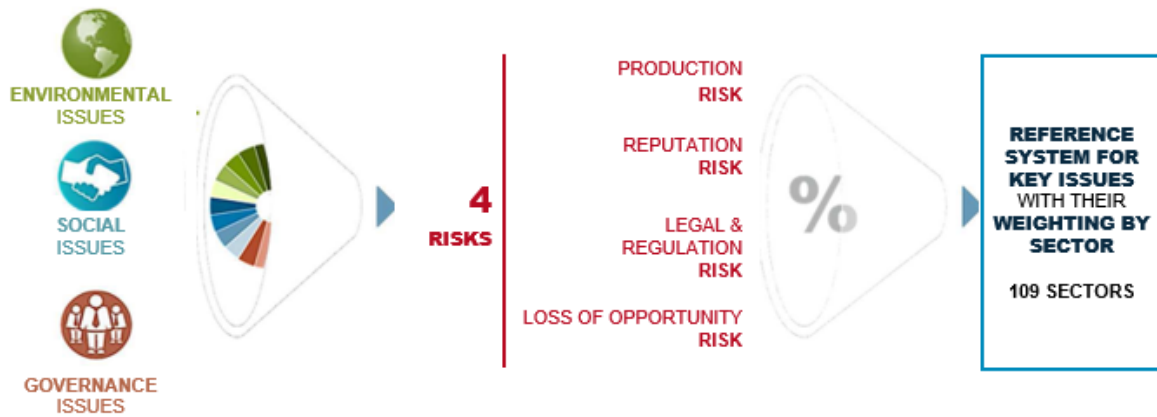 ENVIRONMENTAL
ISSUES
SOCIAL
ISSUES
GOVERNANCE
ISSUES
4
RISKS
PRODUCTION
RISK
REPUTATION
RISK
LEGAL &
REGULATION
RISK
LOSS OF OPPORTUNITY
RISK
%
REFERENCE
SYSTEM FOR
KEY ISSUES
WITH THEIR
WEIGHTING BY
SECTOR
109 SECTORS